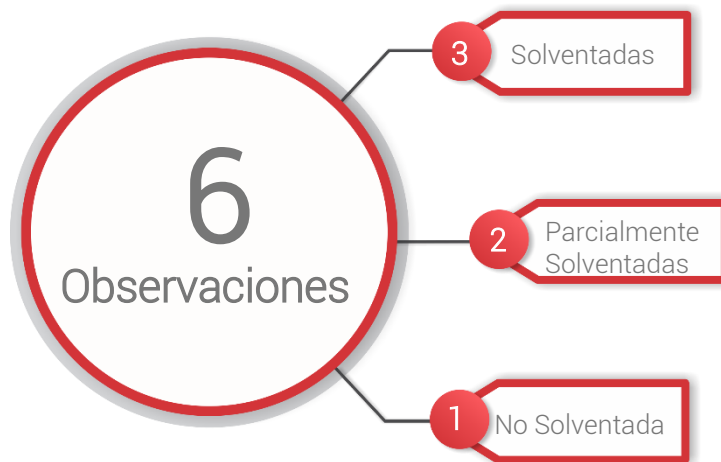 6
Observaciones
3
Solventadas
2
Parcialmente
Solventadas
1
No Solventada